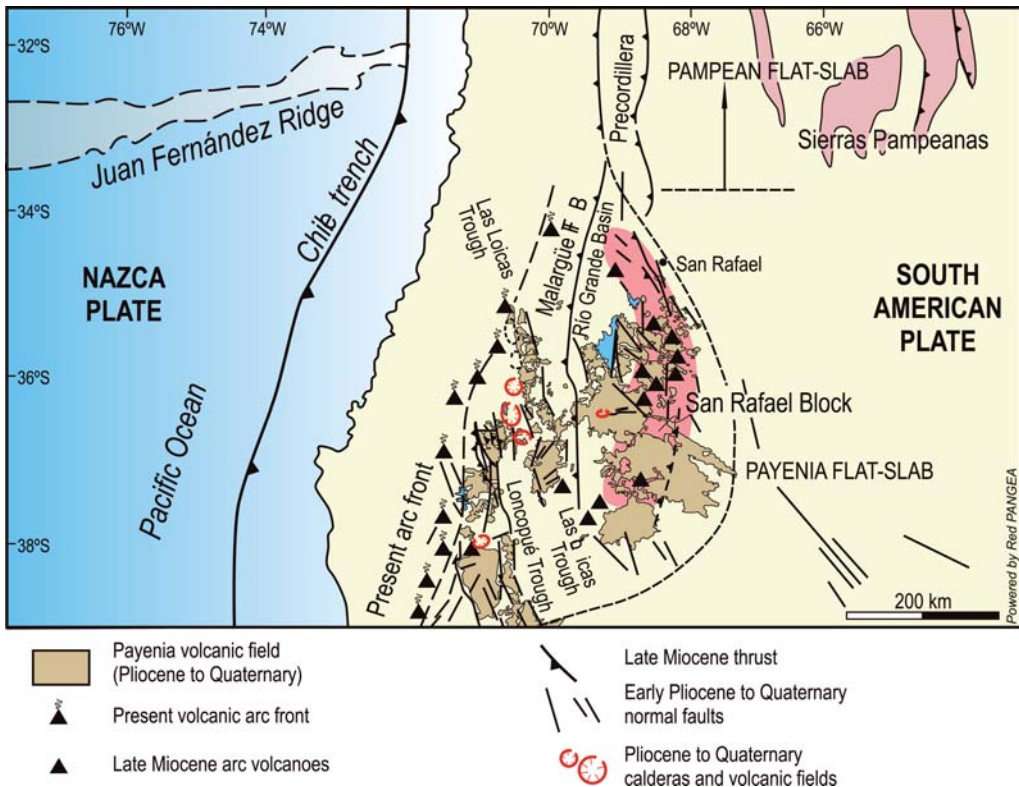 76ºW
74ºW
70ºW
68ºW
66ºW
32ºS
34ºS
36ºS
38ºS
Juan Fernández Ridge
Chile trench
NAZCA
PLATE
Pacific Ocean
Precordillera
PAMPEAN FLAT-SLAB
Sierras Pampeanas
Las Loicas
Trough
Malargüe FTB
Río Grande Basin
San Rafael
SOUTH
AMERICAN
PLATE
San Rafael Block
PAYENIA FLAT-SLAB
Present arc front
Loncopué Trough
Las Loicas
Trough
200 km
Powered by Red PANGEA
Payenia volcanic field
(Pliocene to Quaternary)
Present volcanic arc front
Late Miocene arc volcanoes
Late Miocene thrust
Early Pliocene to Quaternary
normal faults
Pliocene to Quaternary
calderas and volcanic fields